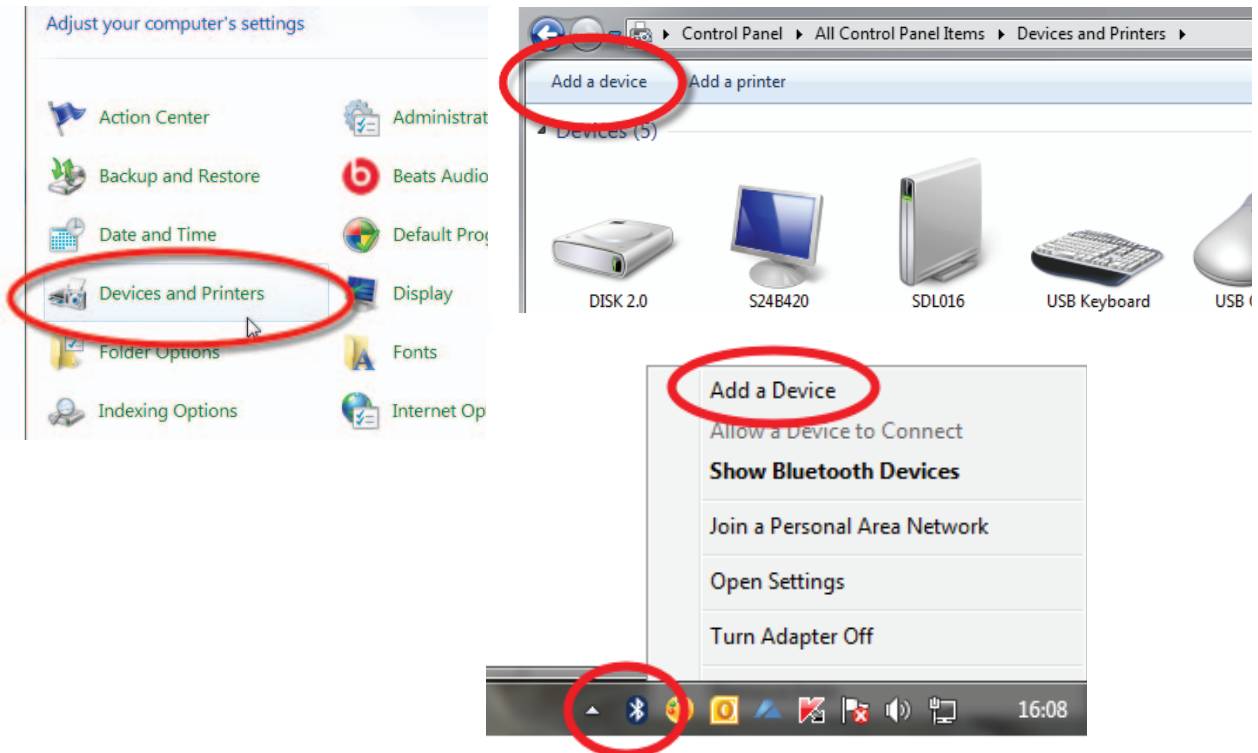 Adjust your computer's settings
Action Center
Administrat
Backup and Restore
Beats Audio
Date and Time
Default Prog
Devices and Printers
Display
Folder Options
Fonts
Indexing Options
Internet Op
Control Panel All Control Panel Items Devices and Printers
Add a device Add a printer
Devices (5)
DISK 2.0 S24B420 SDL016 USB Keyboard USB
Add a Device
Allow a Device to Connect
Show Bluetooth Devices
Join a Personal Area Network
Open Settings
Turn Adapter Off
16:08